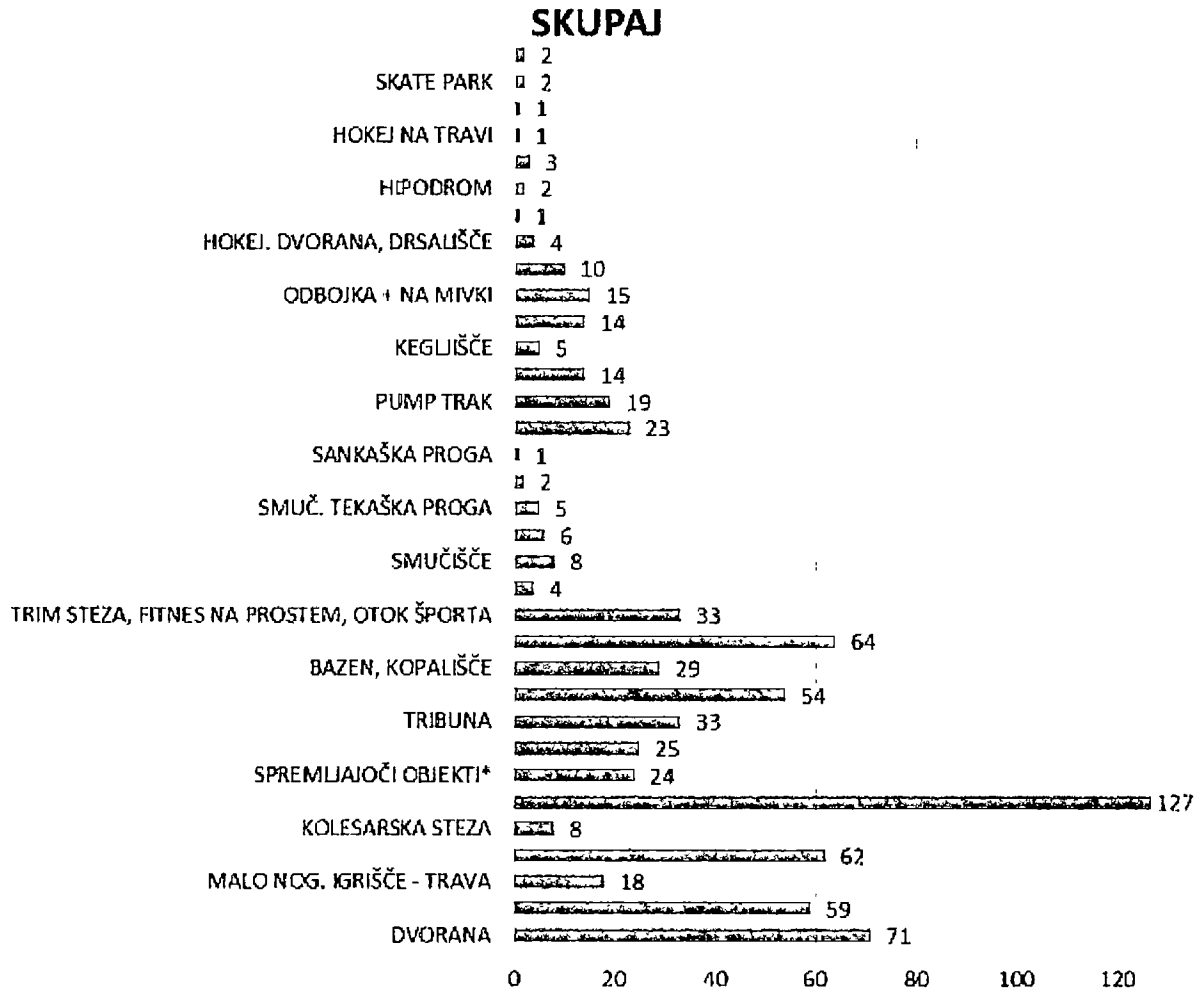 SKUPAJ
2
SKATE PARK 2
1
HOKEJ NA TRAVI 1
3
HIPODROM 2
1
HOKEJ. DVORANA, DRSALIŠČE 4
10
ODBOJKA + NA MIVKI 15
14
KEGLJIŠČE 5
14
PUMP TRAK 19
23
SANKAŠKA PROGA 1
2
SMUČ. TEKAŠKA PROGA 5
6
SMUČIŠČE 8
4
TRIM STEZA, FITNES NA PROSTEM, OTOK ŠPORTA 33
64
BAZEN, KOPALIŠČE 29
54
TRIBUNA 33
25
SPREMLJAJOČI OBJEKTI* 24
127
KOLESARSKA STEZA 8
62
MALO NOG. IGRIŠČE - TRAVA 18
59
DVORANA 71
0 20 40 60 80 100 120